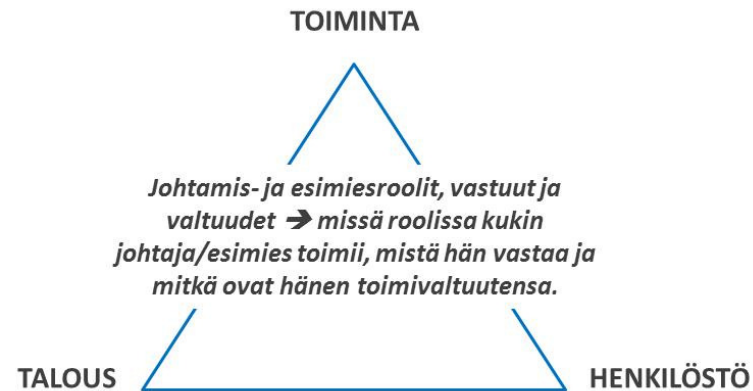 TOIMINTA
Johtamis- ja esimiesroolit, vastuut ja
valtuudet ➔ missä roolissa kukin
johtaja/esimies toimii, mistä hän vastaa ja
mitkä ovat hänen toimivaltuutensa.
TALOUS
HENKILÖSTÖ